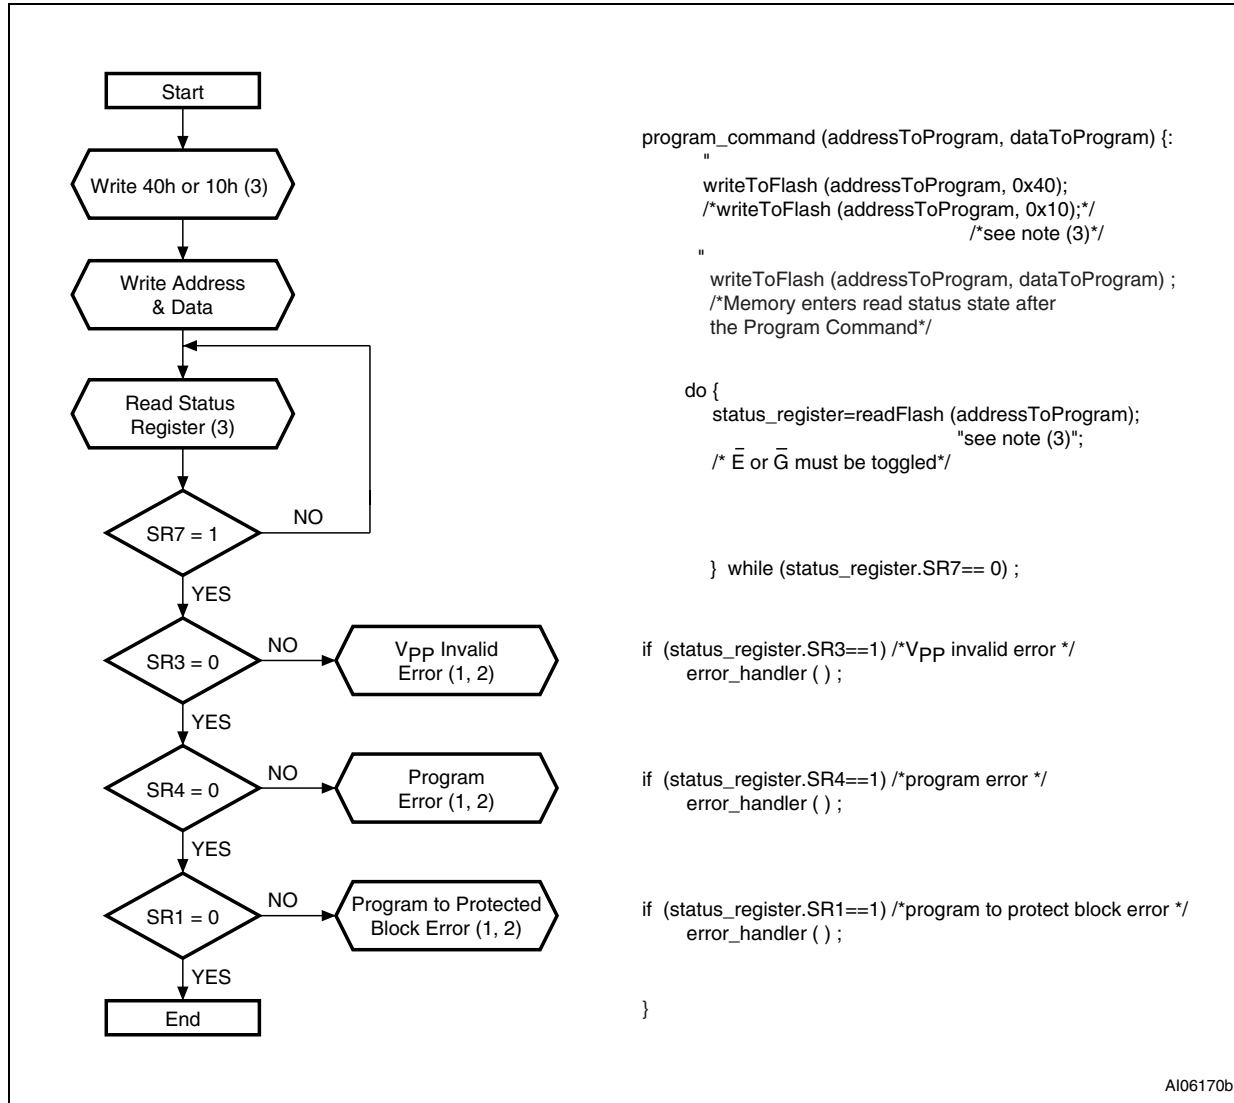 Start
Write 40h or 10h (3)
Write Address
& Data
Read Status
Register (3)
SR7 = 1
NO
YES
SR3 = 0
NO
VPP Invalid
Error (1, 2)
YES
SR4 = 0
NO
Program
Error (1, 2)
YES
SR1 = 0
NO
Program to Protected
Block Error (1, 2)
YES
End
program_command (addressToProgram, dataToProgram) {:
"
writeToFlash (addressToProgram, 0x40);
/*writeToFlash (addressToProgram, 0x10);*/
/*see note (3)*/
"
writeToFlash (addressToProgram, dataToProgram) ;
/*Memory enters read status state after
the Program Command*/
do {
status_register=readFlash (addressToProgram);
"see note (3)";
/* E̅ or G̅ must be toggled*/
} while (status_register.SR7== 0) ;
if (status_register.SR3==1) /*VPP invalid error */
error_handler ( ) ;
if (status_register.SR4==1) /*program error */
error_handler ( ) ;
if (status_register.SR1==1) /*program to protect block error */
error_handler ( ) ;
}
AI06170b